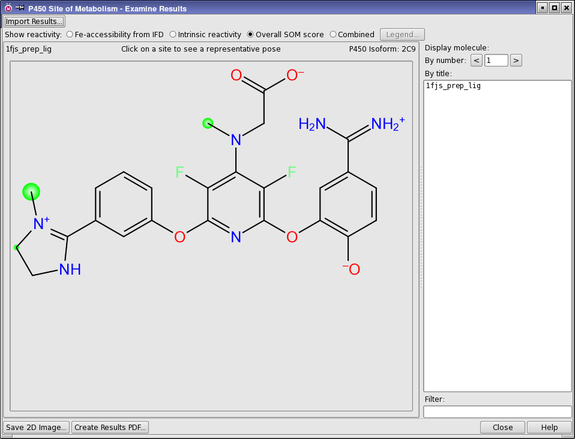 P450 Site of Metabolism - Examine Results
Import Results...
Show reactivity: Fe-accessibility from IFD Intrinsic reactivity Overall SOM score Combined Legend...
1fjs_prep_lig Click on a site to see a representative pose P450 Isoform: 2C9
Display molecule:
By number: < 1 >
By title:
1fjs_prep_lig
O O⁻
N
H₂N NH₂⁺
F F
N⁺
O N O
NH
⁻O
Filter:
Save 2D Image... Create Results PDF... Close Help